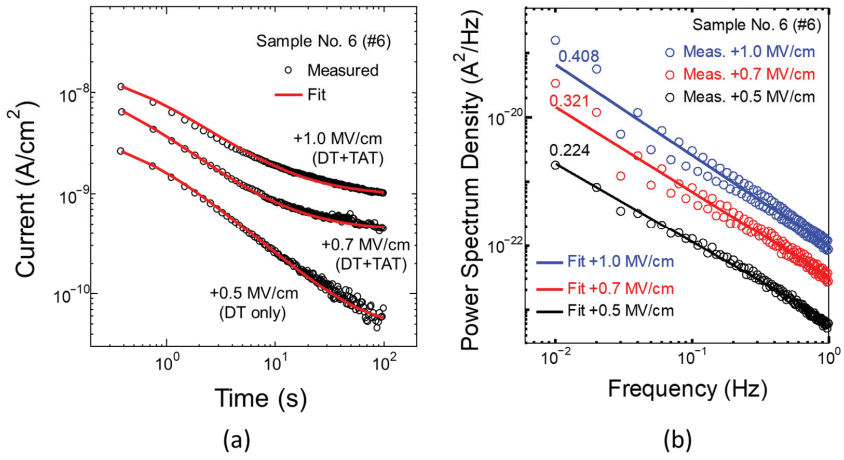 Sample No. 6 (#6)
Measured
Fit
+1.0 MV/cm
(DT+TAT)
+0.7 MV/cm
(DT+TAT)
+0.5 MV/cm
(DT only)
10⁻⁸
10⁻⁹
10⁻¹⁰
Current (A/cm²)
10⁰
10¹
10²
Time (s)
(a)
Sample No. 6 (#6)
Meas. +1.0 MV/cm
Meas. +0.7 MV/cm
Meas. +0.5 MV/cm
0.408
0.321
0.224
Fit +1.0 MV/cm
Fit +0.7 MV/cm
Fit +0.5 MV/cm
10⁻²⁰
10⁻²²
Power Spectrum Density (A²/Hz)
10⁻²
10⁻¹
10⁰
Frequency (Hz)
(b)